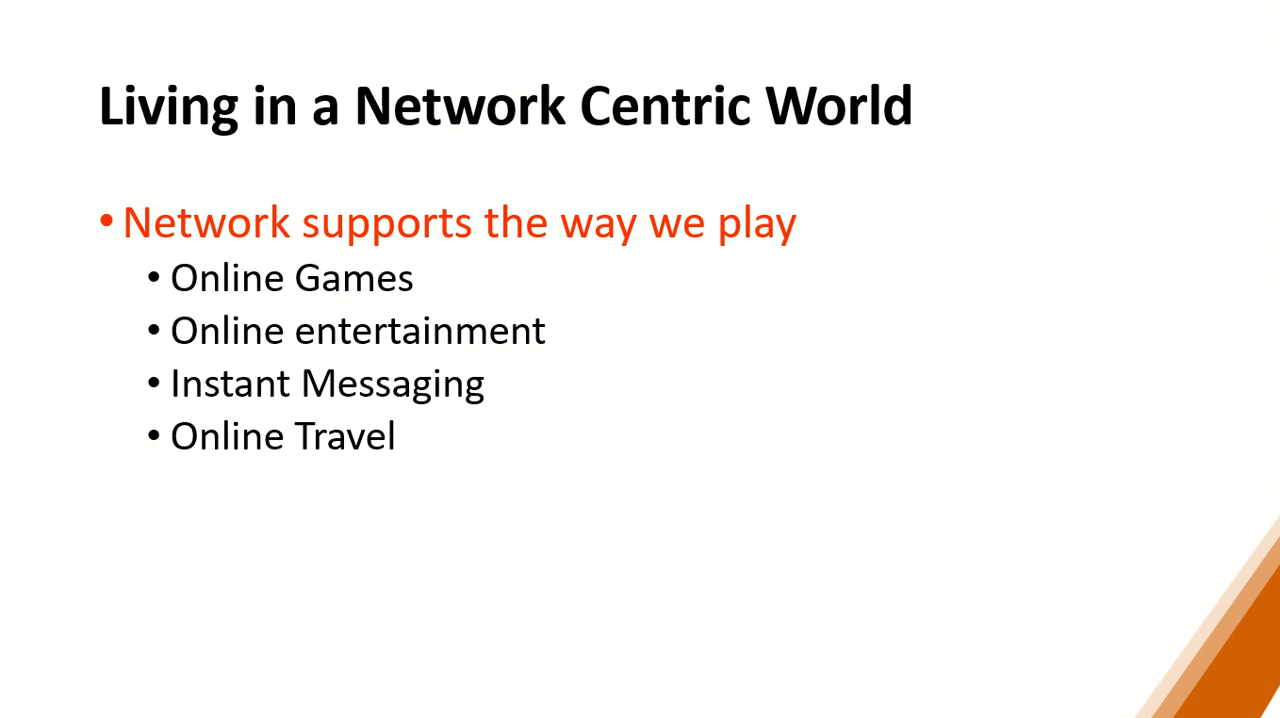 Living in a Network Centric World
• Network supports the way we play
• Online Games
• Online entertainment
• Instant Messaging
• Online Travel